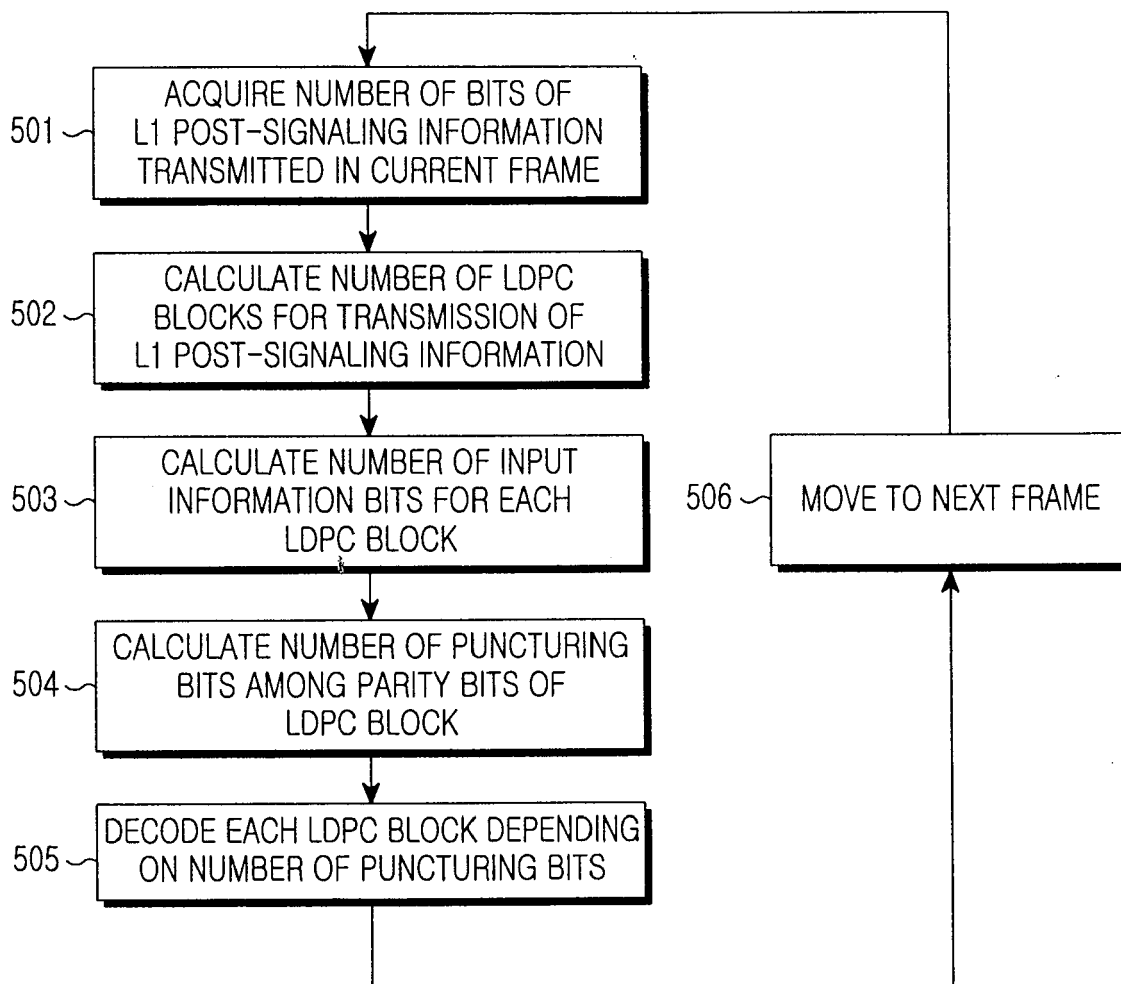 ACQUIRE NUMBER OF BITS OF
501 L1 POST-SIGNALING INFORMATION
TRANSMITTED IN CURRENT FRAME
CALCULATE NUMBER OF LDPC
502 BLOCKS FOR TRANSMISSION OF
L1 POST-SIGNALING INFORMATION
CALCULATE NUMBER OF INPUT
503 INFORMATION BITS FOR EACH
LDPC BLOCK
506 MOVE TO NEXT FRAME
CALCULATE NUMBER OF PUNCTURING
504 BITS AMONG PARITY BITS OF
LDPC BLOCK
DECODE EACH LDPC BLOCK DEPENDING
505 ON NUMBER OF PUNCTURING BITS